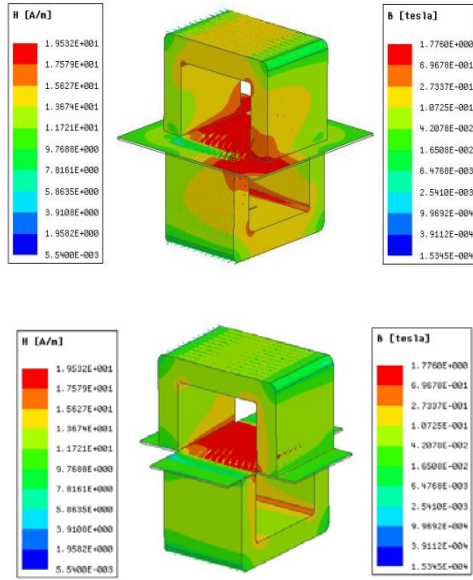 H [A/m]
1.9532E+001
1.7579E+001
1.5627E+001
1.3674E+001
1.1721E+001
9.7688E+000
7.8161E+000
5.8635E+000
3.9108E+000
1.9582E+000
5.5400E-003
B [tesla]
1.7760E+000
6.9678E-001
2.7337E-001
1.0725E-001
4.2078E-002
1.6508E-002
6.4768E-003
2.5410E-003
9.9692E-004
3.9112E-004
1.5345E-004
H [A/m]
1.9532E+001
1.7579E+001
1.5627E+001
1.3674E+001
1.1721E+001
9.7688E+000
7.8161E+000
5.8635E+000
3.9108E+000
1.9582E+000
5.5400E-003
B [tesla]
1.7760E+000
6.9678E-001
2.7337E-001
1.0725E-001
4.2078E-002
1.6508E-002
6.4768E-003
2.5410E-003
9.9692E-004
3.9112E-004
1.5345E-004